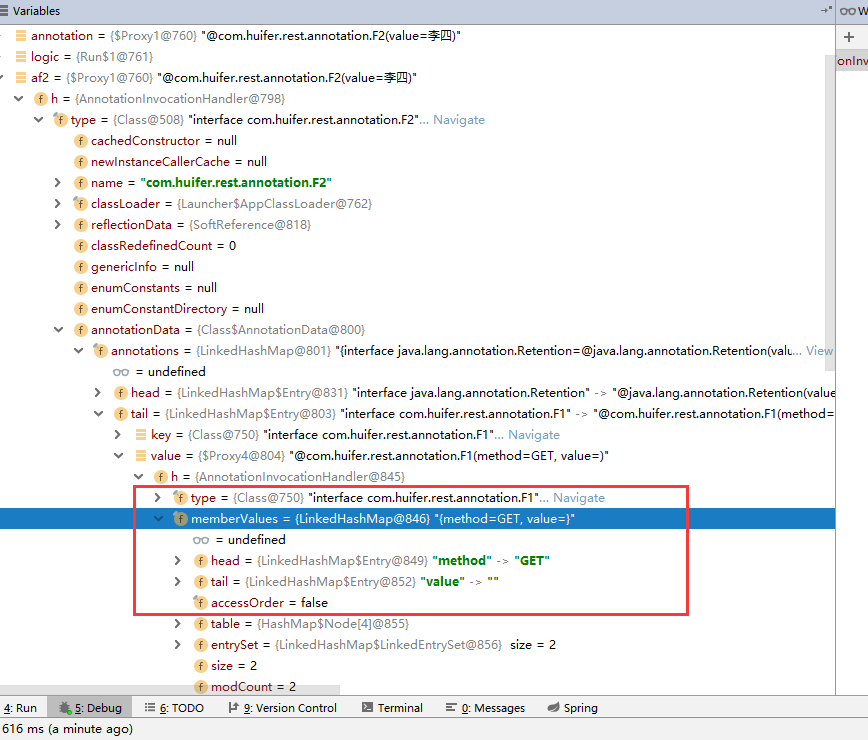 Variables
W
annotation = {$Proxy1@760} "@com.huifer.rest.annotation.F2(value=李四)"
logic = {Run$1@761}
af2 = {$Proxy1@760} "@com.huifer.rest.annotation.F2(value=李四)"
onInv
f h = {AnnotationInvocationHandler@798}
f type = {Class@508} "interface com.huifer.rest.annotation.F2"... Navigate
f cachedConstructor = null
f newInstanceCallerCache = null
f name = "com.huifer.rest.annotation.F2"
f classLoader = {Launcher$AppClassLoader@762}
f reflectionData = {SoftReference@818}
f classRedefinedCount = 0
f genericInfo = null
f enumConstants = null
f enumConstantDirectory = null
f annotationData = {Class$AnnotationData@800}
f annotations = {LinkedHashMap@801} "{interface java.lang.annotation.Retention=@java.lang.annotation.Retention(valu... View
= undefined
f head = {LinkedHashMap$Entry@831} "interface java.lang.annotation.Retention" -> "@java.lang.annotation.Retention(value
f tail = {LinkedHashMap$Entry@803} "interface com.huifer.rest.annotation.F1" -> "@com.huifer.rest.annotation.F1(method=
key = {Class@750} "interface com.huifer.rest.annotation.F1"... Navigate
value = {$Proxy4@804} "@com.huifer.rest.annotation.F1(method=GET, value=)"
f h = {AnnotationInvocationHandler@845}
f type = {Class@750} "interface com.huifer.rest.annotation.F1"... Navigate
f memberValues = {LinkedHashMap@846} "{method=GET, value=}"
= undefined
f head = {LinkedHashMap$Entry@849} "method" -> "GET"
f tail = {LinkedHashMap$Entry@852} "value" -> ""
f accessOrder = false
f table = {HashMap$Node[4]@855}
f entrySet = {LinkedHashMap$LinkedEntrySet@856} size = 2
f size = 2
f modCount = 2
4: Run 5: Debug 6: TODO 9: Version Control Terminal 0: Messages Spring
616 ms (a minute ago)